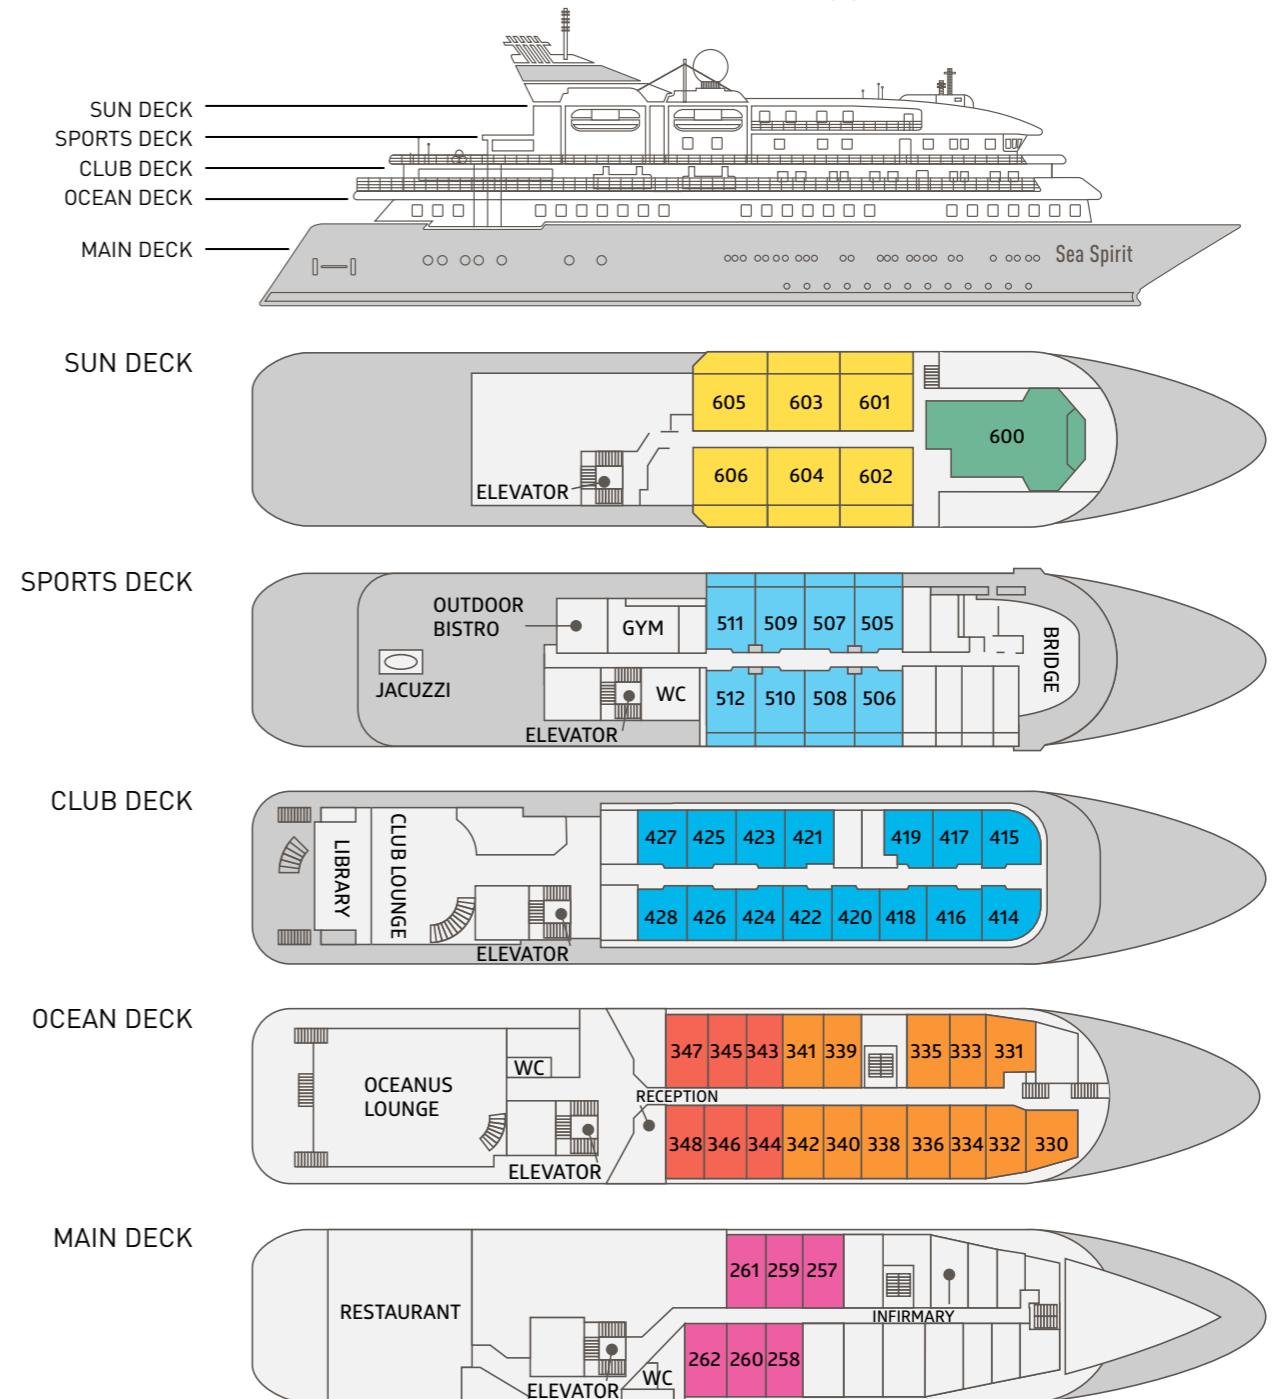 SUN DECK
SPORTS DECK
CLUB DECK
OCEAN DECK
MAIN DECK
Sea Spirit
SUN DECK
605 603 601
600
606 604 602
ELEVATOR
SPORTS DECK
OUTDOOR
BISTRO
GYM
511 509 507 505
BRIDGE
JACUZZI
WC
512 510 508 506
ELEVATOR
CLUB DECK
LIBRARY
CLUB LOUNGE
427 425 423 421 419 417 415
428 426 424 422 420 418 416 414
ELEVATOR
OCEAN DECK
347 345 343 341 339 335 333 331
WC
OCEANUS
LOUNGE
RECEPTION
348 346 344 342 340 338 336 334 332 330
ELEVATOR
MAIN DECK
261 259 257
RESTAURANT
INFIRMARY
262 260 258
WC
ELEVATOR